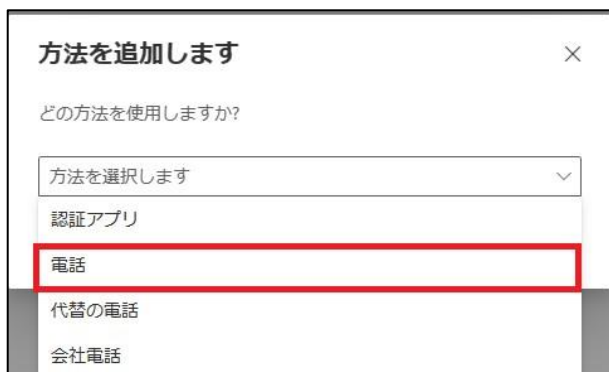 方法を追加します
どの方法を使用しますか?
方法を選択します
認証アプリ
電話
代替の電話
会社電話